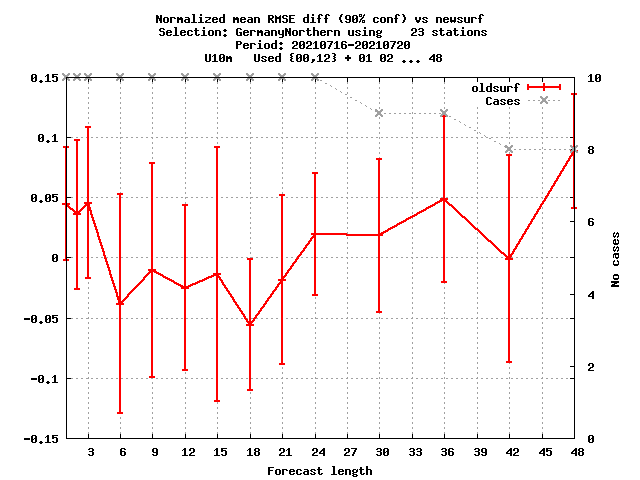 Normalized mean RMSE diff (90% conf) vs newsurf
Selection: GermanyNorthern using 23 stations
Period: 20210716-20210720
U10m Used {00,12} + 01 02 ... 48
oldsurf
Cases
0.15
0.1
0.05
0
-0.05
-0.1
-0.15
10
8
6
4
2
0
No cases
3 6 9 12 15 18 21 24 27 30 33 36 39 42 45 48
Forecast length